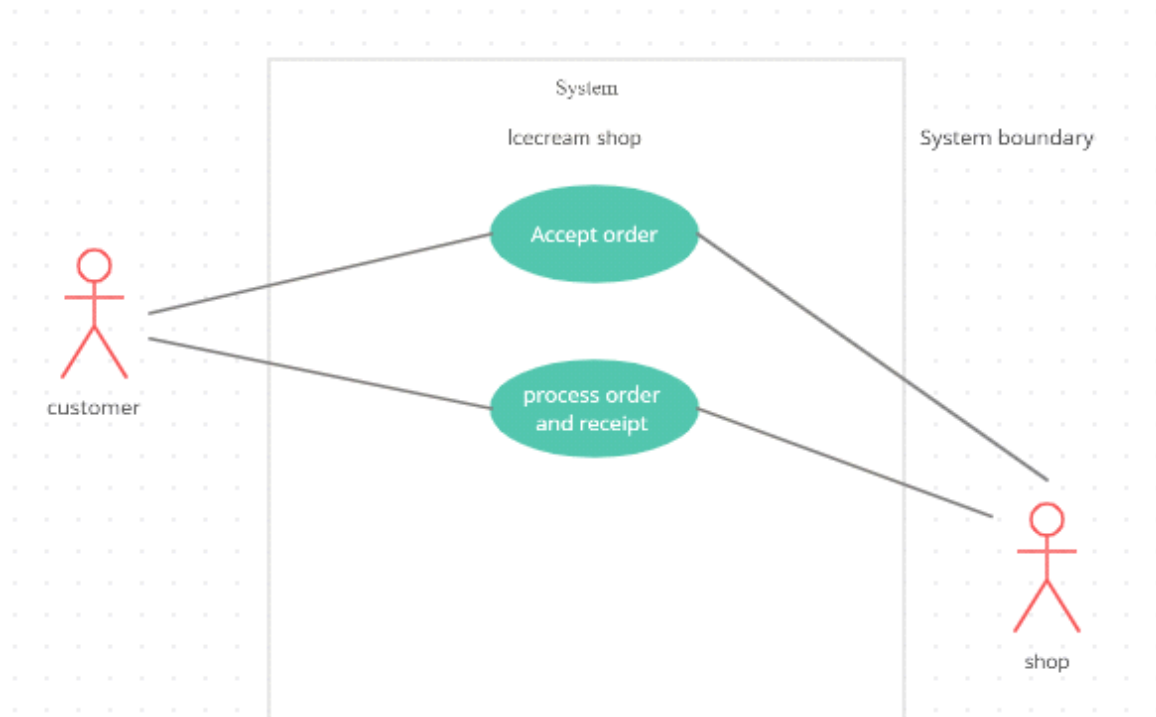 System
Icecream shop
System boundary
Accept order
process order
and receipt
customer
shop